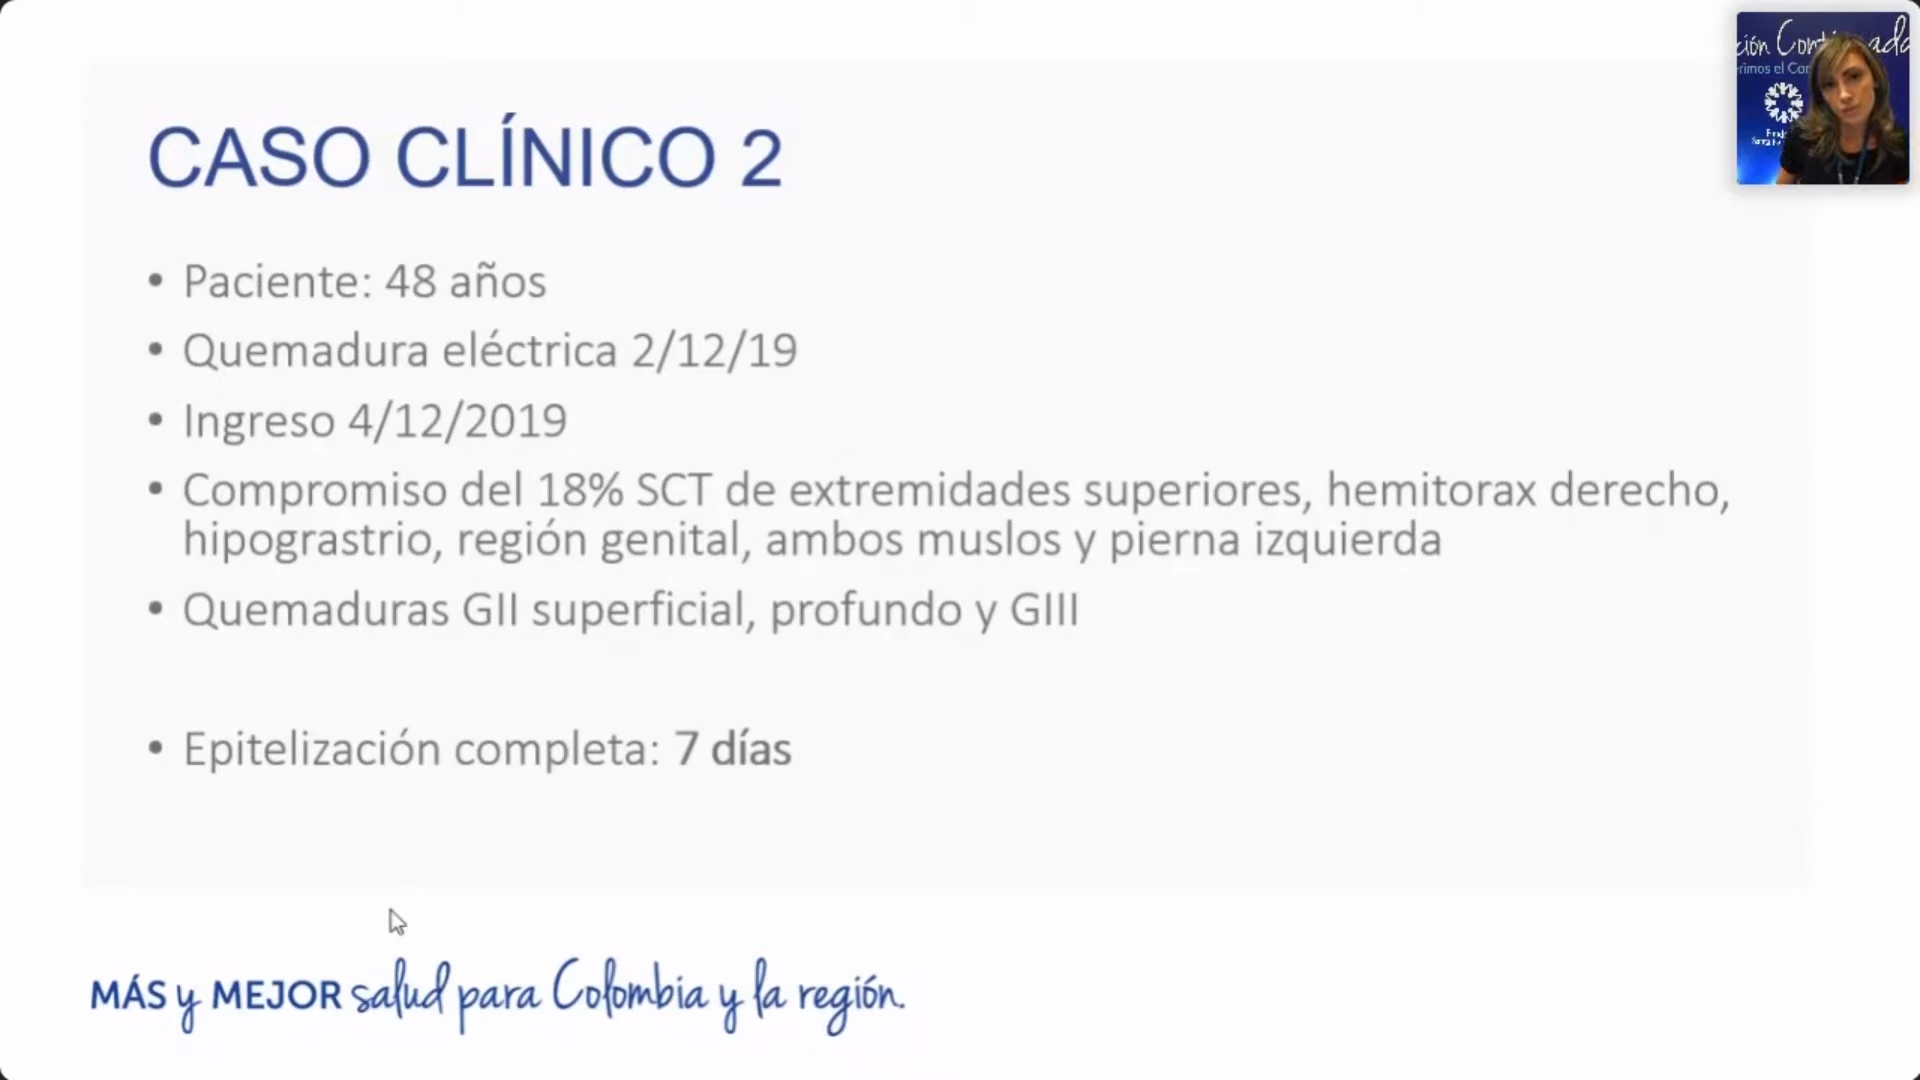 CASO CLÍNICO 2
• Paciente: 48 años
• Quemadura eléctrica 2/12/19
• Ingreso 4/12/2019
• Compromiso del 18% SCT de extremidades superiores, hemitorax derecho,
hipograstrio, región genital, ambos muslos y pierna izquierda
• Quemaduras GII superficial, profundo y GIII
• Epitelización completa: 7 días
MÁS y MEJOR salud para Colombia y la región.